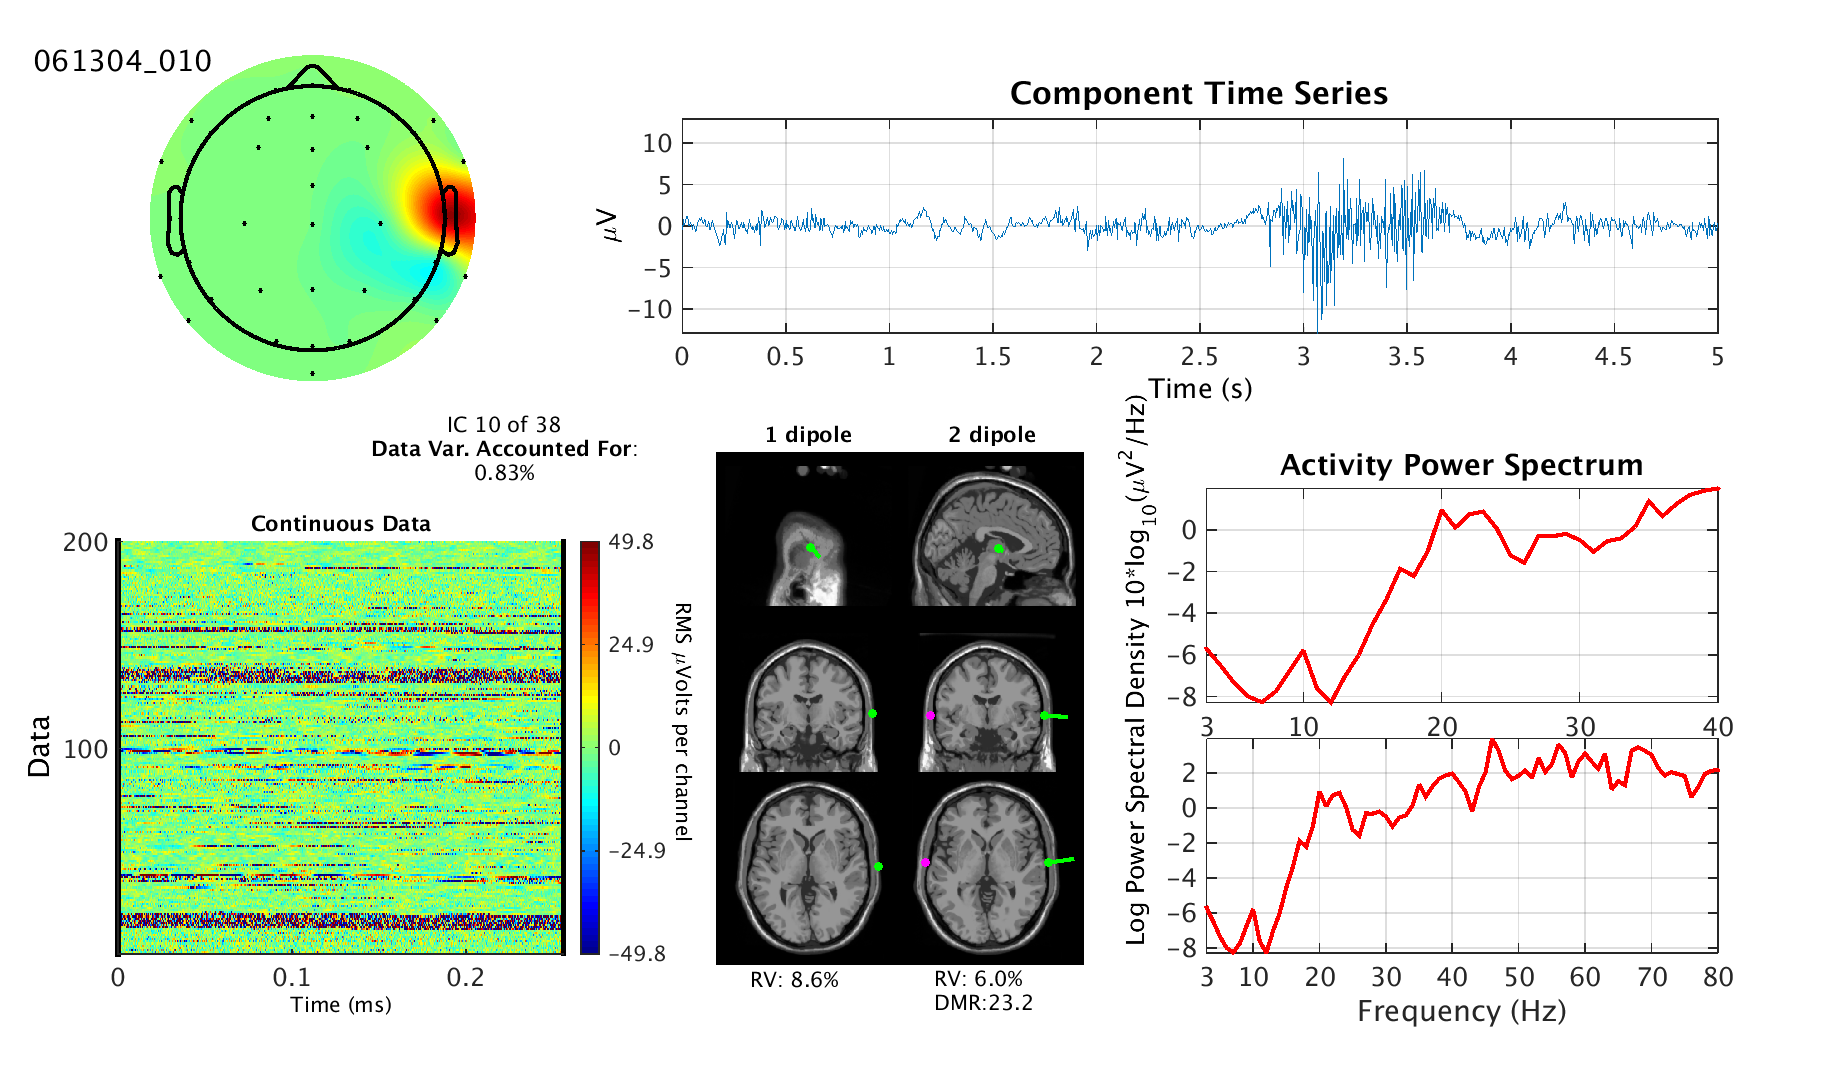 061304_010
IC 10 of 38
Data Var. Accounted For:
0.83%
Component Time Series
μV
10
5
0
−5
−10
0 0.5 1 1.5 2 2.5 3 3.5 4 4.5 5
Time (s)
Continuous Data
Data
200
100
0 0.1 0.2
Time (ms)
49.8
24.9
0
−24.9
−49.8
RMS μVolts per channel
1 dipole 2 dipole
RV: 8.6%
RV: 6.0%
DMR:23.2
Activity Power Spectrum
Log Power Spectral Density 10*log10(μV2/Hz)
0
−2
−4
−6
−8
3 10 20 30 40
2
0
−2
−4
−6
−8
3 10 20 30 40 50 60 70 80
Frequency (Hz)